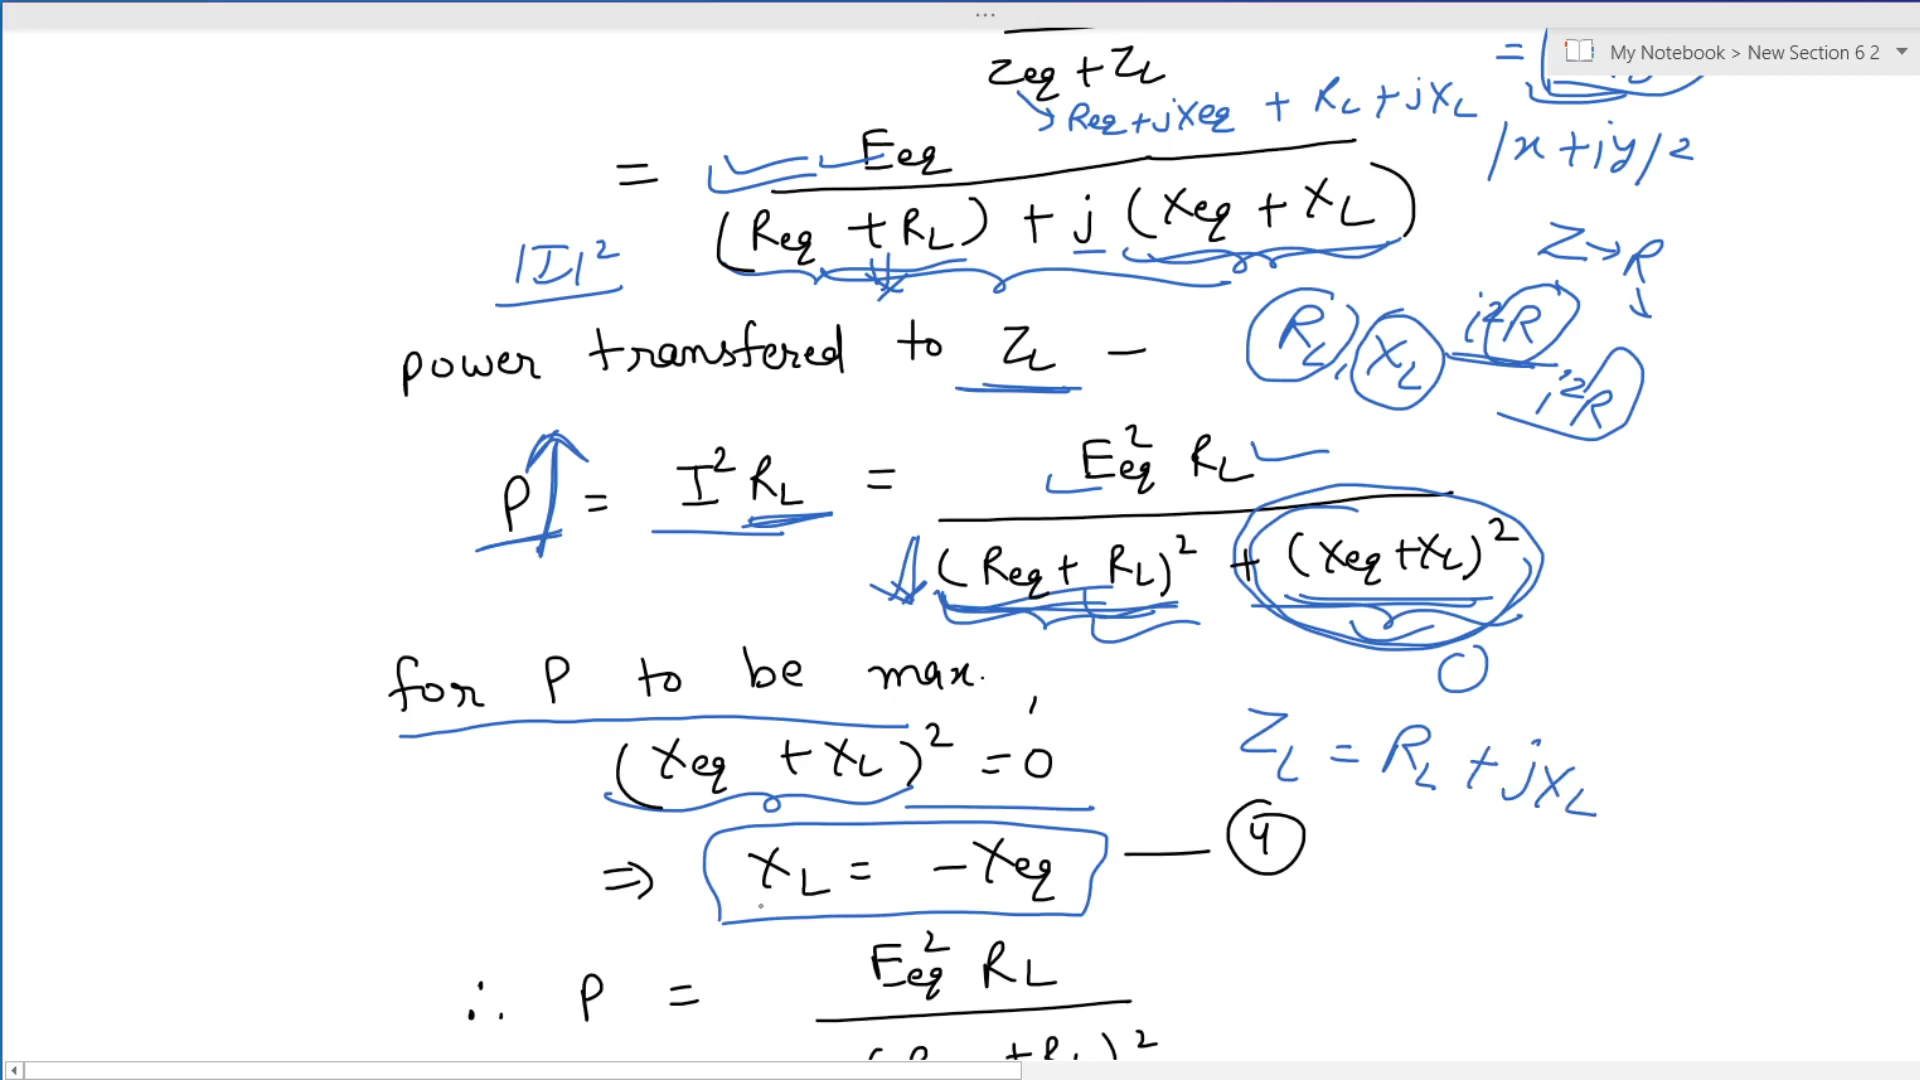 ...
My Notebook > New Section 6 2
Zeq + ZL
=
→ Req + jXeq + RL + jXL
|x + jy|2
= Eeq
(Req + RL) + j (Xeq + XL)
|I|²
Z → R
power transfered to ZL –
RL, XL
i²R
i²R
P = I² RL = Eeq² RL
(Req + RL)² + (Xeq + XL)²
0
for P to be max.,
(Xeq + XL)² = 0
ZL = RL + jXL
⇒ XL = -Xeq — 4
∴ P = Eeq² RL